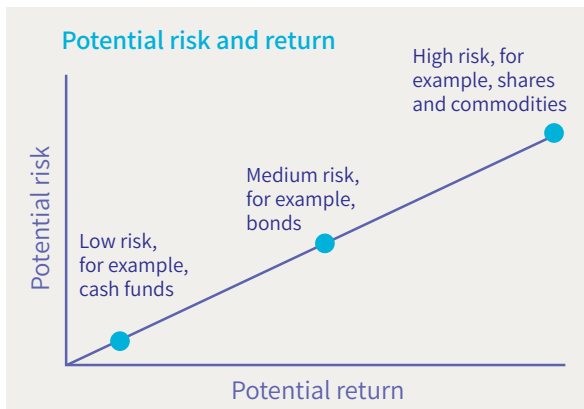 Potential risk and return
High risk, for
example, shares
and commodities
Medium risk,
for example,
bonds
Low risk,
for example,
cash funds
Potential risk
Potential return